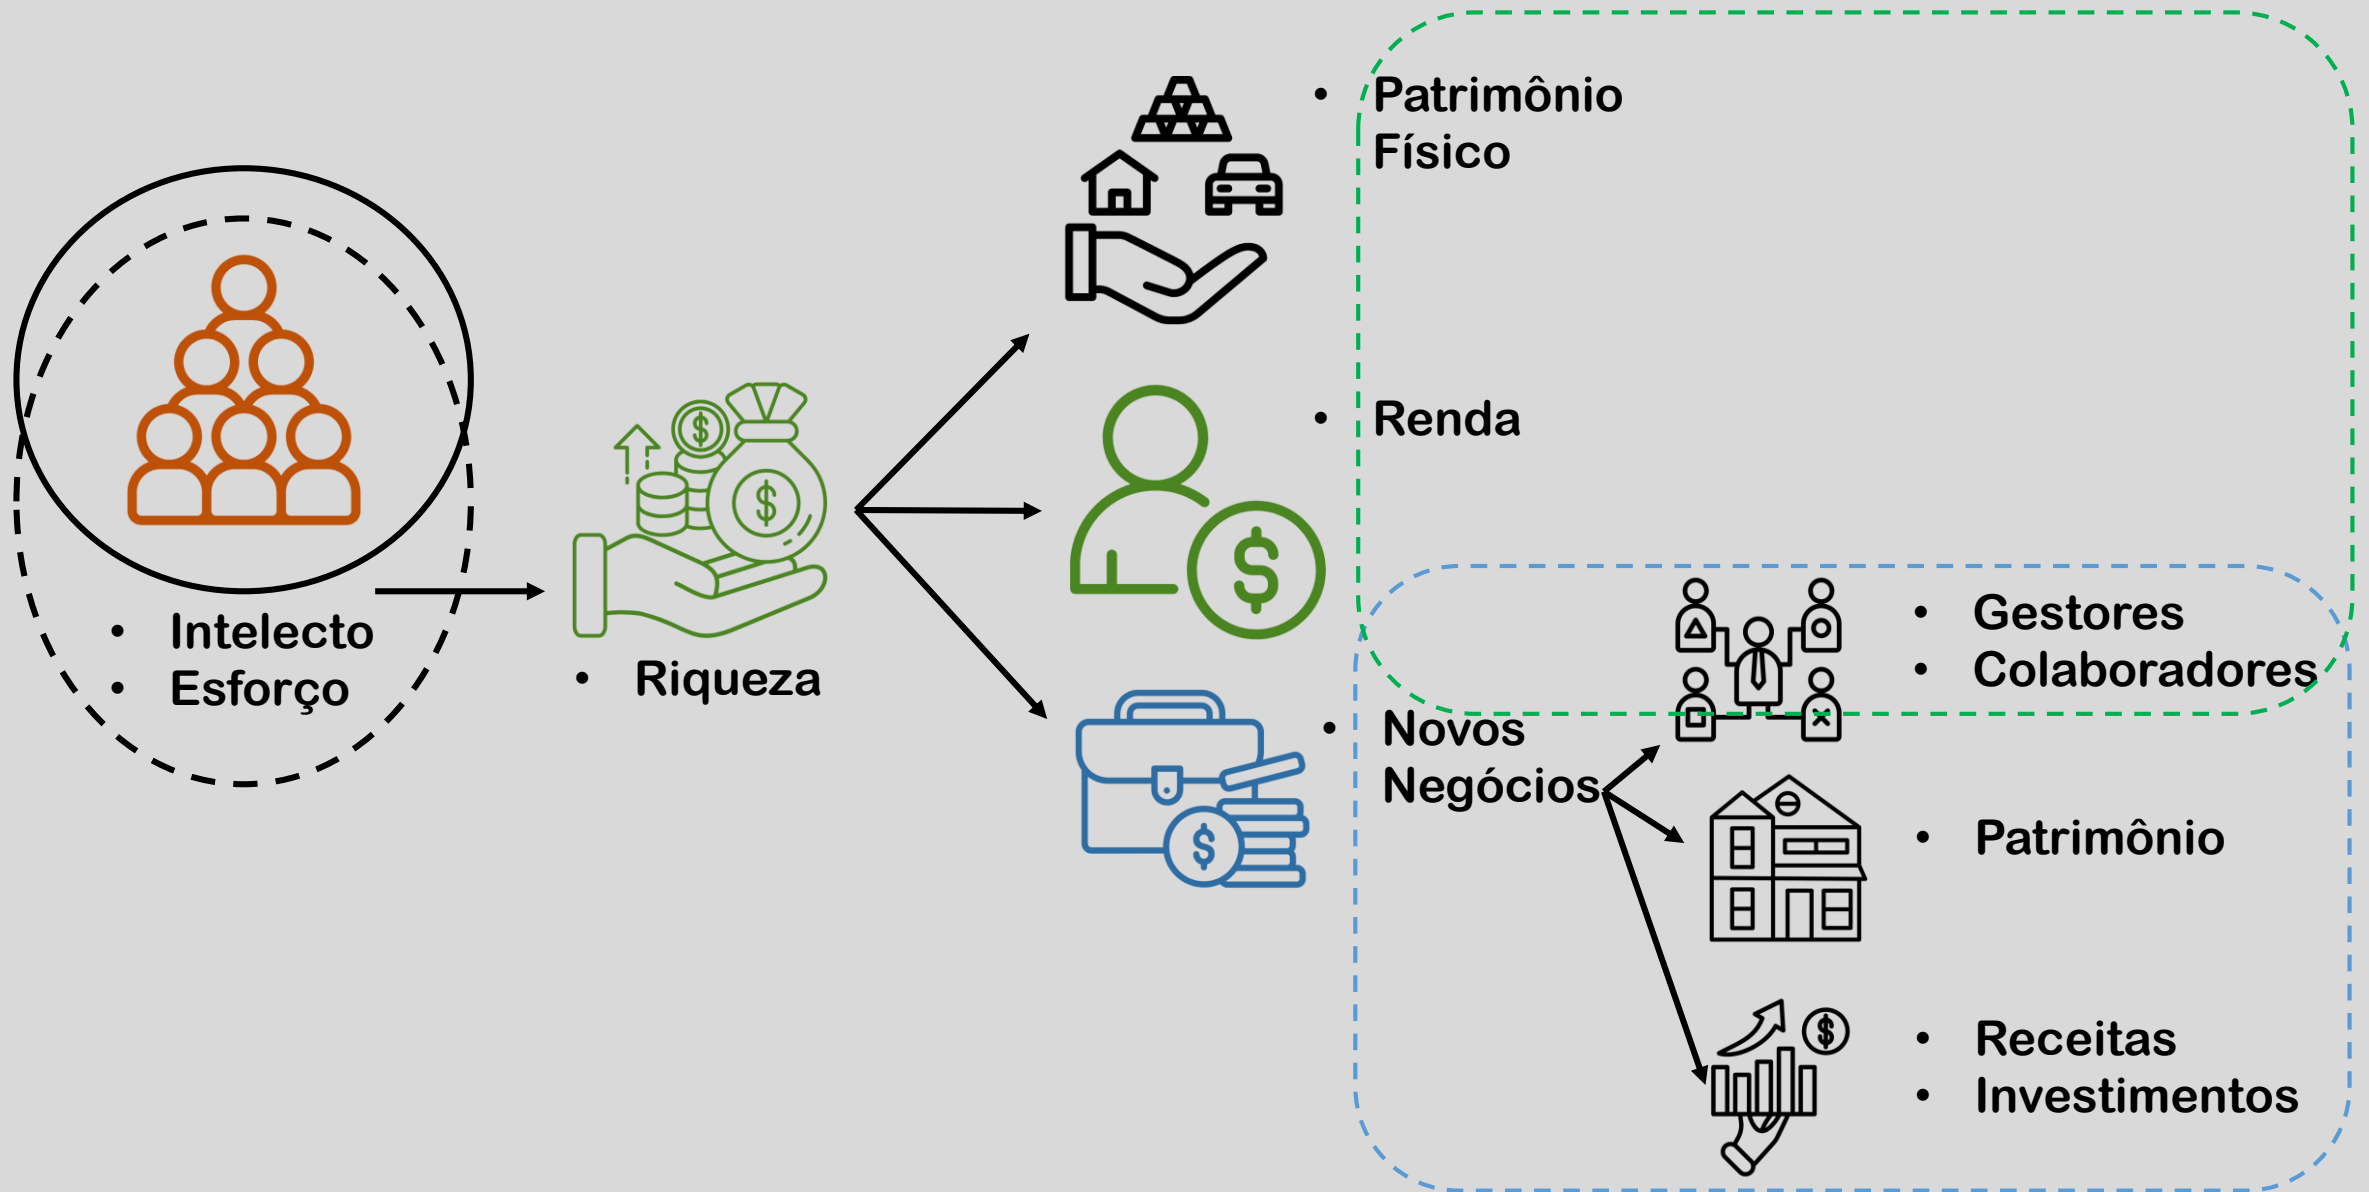 • Intelecto
• Esforço
• Riqueza
• Patrimônio
Físico
• Renda
• Novos
Negócios
• Gestores
• Colaboradores
• Patrimônio
• Receitas
• Investimentos